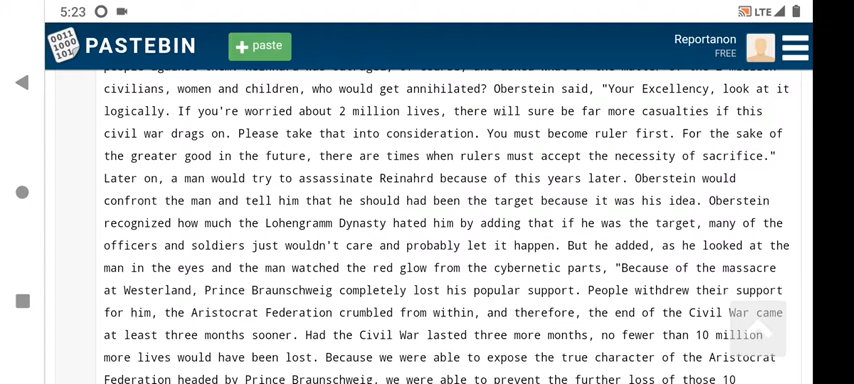 5:23
LTE
0011
1000
101
PASTEBIN
+ paste
Reportanon
FREE
civilians, women and children, who would get annihilated? Oberstein said, "Your Excellency, look at it
logically. If you're worried about 2 million lives, there will sure be far more casualties if this
civil war drags on. Please take that into consideration. You must become ruler first. For the sake of
the greater good in the future, there are times when rulers must accept the necessity of sacrifice."
Later on, a man would try to assassinate Reinahrd because of this years later. Oberstein would
confront the man and tell him that he should had been the target because it was his idea. Oberstein
recognized how much the Lohengramm Dynasty hated him by adding that if he was the target, many of the
officers and soldiers just wouldn't care and probably let it happen. But he added, as he looked at the
man in the eyes and the man watched the red glow from the cybernetic parts, "Because of the massacre
at Westerland, Prince Braunschweig completely lost his popular support. People withdrew their support
for him, the Aristocrat Federation crumbled from within, and therefore, the end of the Civil War came
at least three months sooner. Had the Civil War lasted three more months, no fewer than 10 million
more lives would have been lost. Because we were able to expose the true character of the Aristocrat
Federation headed by Prince Braunschweig, we were able to prevent the further loss of those 10